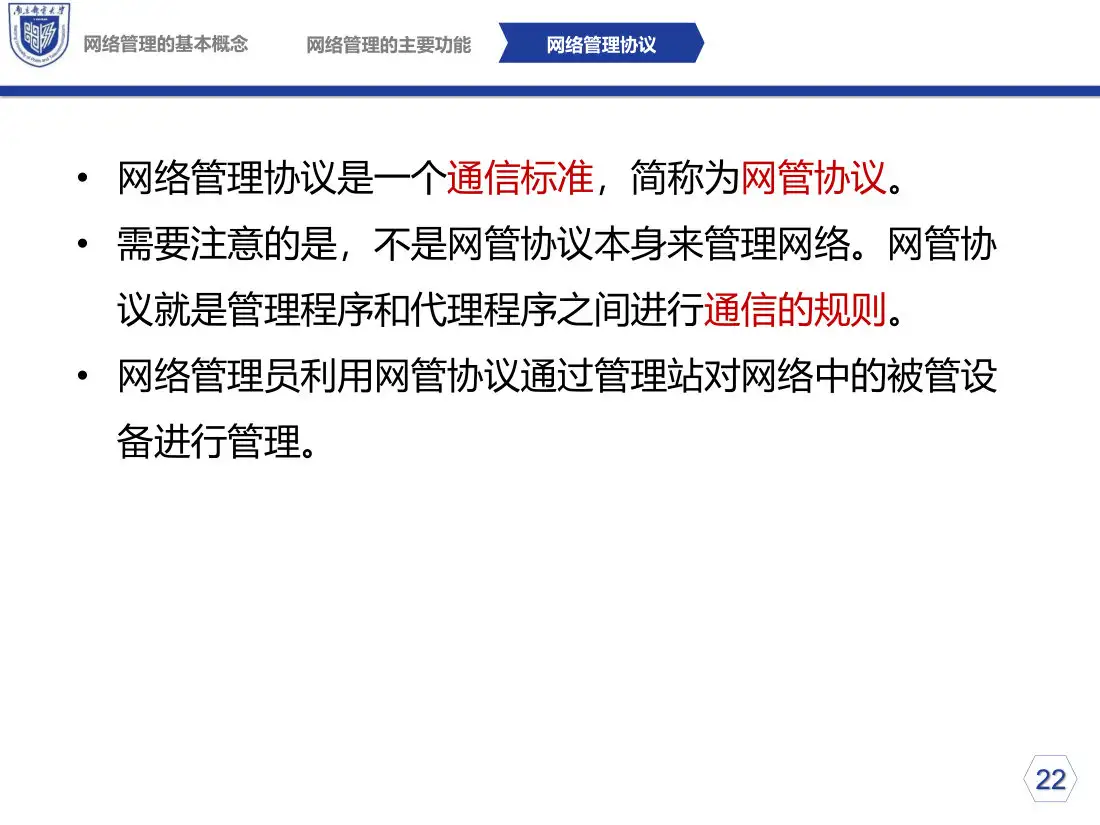 南京邮电大学
网络管理的基本概念
网络管理的主要功能
网络管理协议
• 网络管理协议是一个通信标准，简称为网管协议。
• 需要注意的是，不是网管协议本身来管理网络。网管协
议就是管理程序和代理程序之间进行通信的规则。
• 网络管理员利用网管协议通过管理站对网络中的被管设
备进行管理。
22